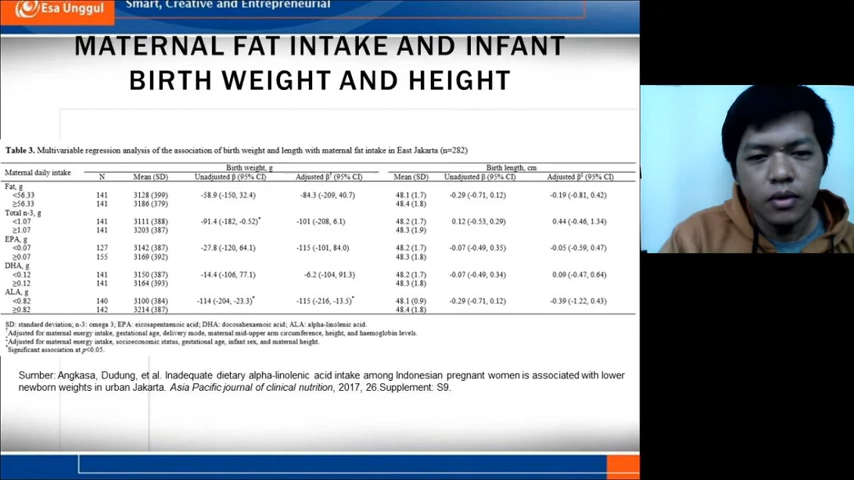 Esa Unggul
Smart, Creative and Entrepreneurial
MATERNAL FAT INTAKE AND INFANT
BIRTH WEIGHT AND HEIGHT
Table 3. Multivariable regression analysis of the association of birth weight and length with maternal fat intake in East Jakarta (n=282)
Maternal daily intake Birth weight, g Birth length, cm
N Mean (SD) Unadjusted β (95% CI) Adjusted β† (95% CI) Mean (SD) Unadjusted β (95% CI) Adjusted β‡ (95% CI)
Fat, g
<56.33 141 3128 (399) -58.9 (-150, 32.4) -84.3 (-209, 40.7) 48.1 (1.7) -0.29 (-0.71, 0.12) -0.19 (-0.81, 0.42)
≥56.33 141 3186 (379) 48.4 (1.8)
Total n-3, g
<1.07 141 3111 (388) -91.4 (-182, -0.52)* -101 (-208, 6.1) 48.2 (1.7) 0.12 (-0.53, 0.29) 0.44 (-0.46, 1.34)
≥1.07 141 3203 (387) 48.3 (1.9)
EPA, g
<0.07 127 3142 (387) -27.8 (-120, 64.1) -115 (-101, 84.0) 48.2 (1.7) -0.07 (-0.49, 0.35) -0.05 (-0.59, 0.47)
≥0.07 155 3169 (392) 48.3 (1.8)
DHA, g
<0.12 141 3150 (387) -14.4 (-106, 77.1) -6.2 (-104, 91.3) 48.2 (1.7) -0.07 (-0.49, 0.34) 0.09 (-0.47, 0.64)
≥0.12 141 3164 (393) 48.3 (1.8)
ALA, g
<0.82 140 3100 (384) -114 (-204, -23.3)* -115 (-216, -13.5)* 48.1 (0.9) -0.29 (-0.71, 0.12) -0.39 (-1.22, 0.43)
≥0.82 142 3214 (387) 48.4 (1.8)
SD: standard deviation; n-3: omega 3; EPA: eicosapentaenoic acid; DHA: docosahexaenoic acid; ALA: alpha-linolenic acid.
†Adjusted for maternal energy intake, gestational age, delivery mode, maternal mid-upper arm circumference, height, and haemoglobin levels.
‡Adjusted for maternal energy intake, socioeconomic status, gestational age, infant sex, and maternal height.
*Significant association at p<0.05.
Sumber: Angkasa, Dudung, et al. Inadequate dietary alpha-linolenic acid intake among Indonesian pregnant women is associated with lower
newborn weights in urban Jakarta. Asia Pacific journal of clinical nutrition, 2017, 26.Supplement: S9.